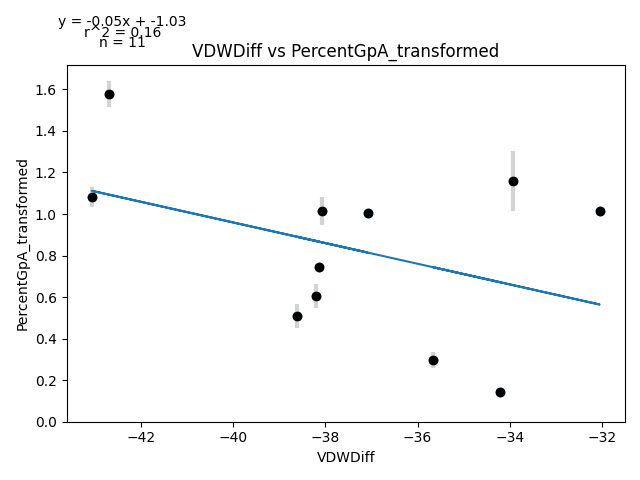 y = -0.05x + -1.03
r^2 = 0.16
n = 11
VDWDiff vs PercentGpA_transformed
PercentGpA_transformed
1.6
1.4
1.2
1.0
0.8
0.6
0.4
0.2
0.0
−42 −40 −38 −36 −34 −32
VDWDiff